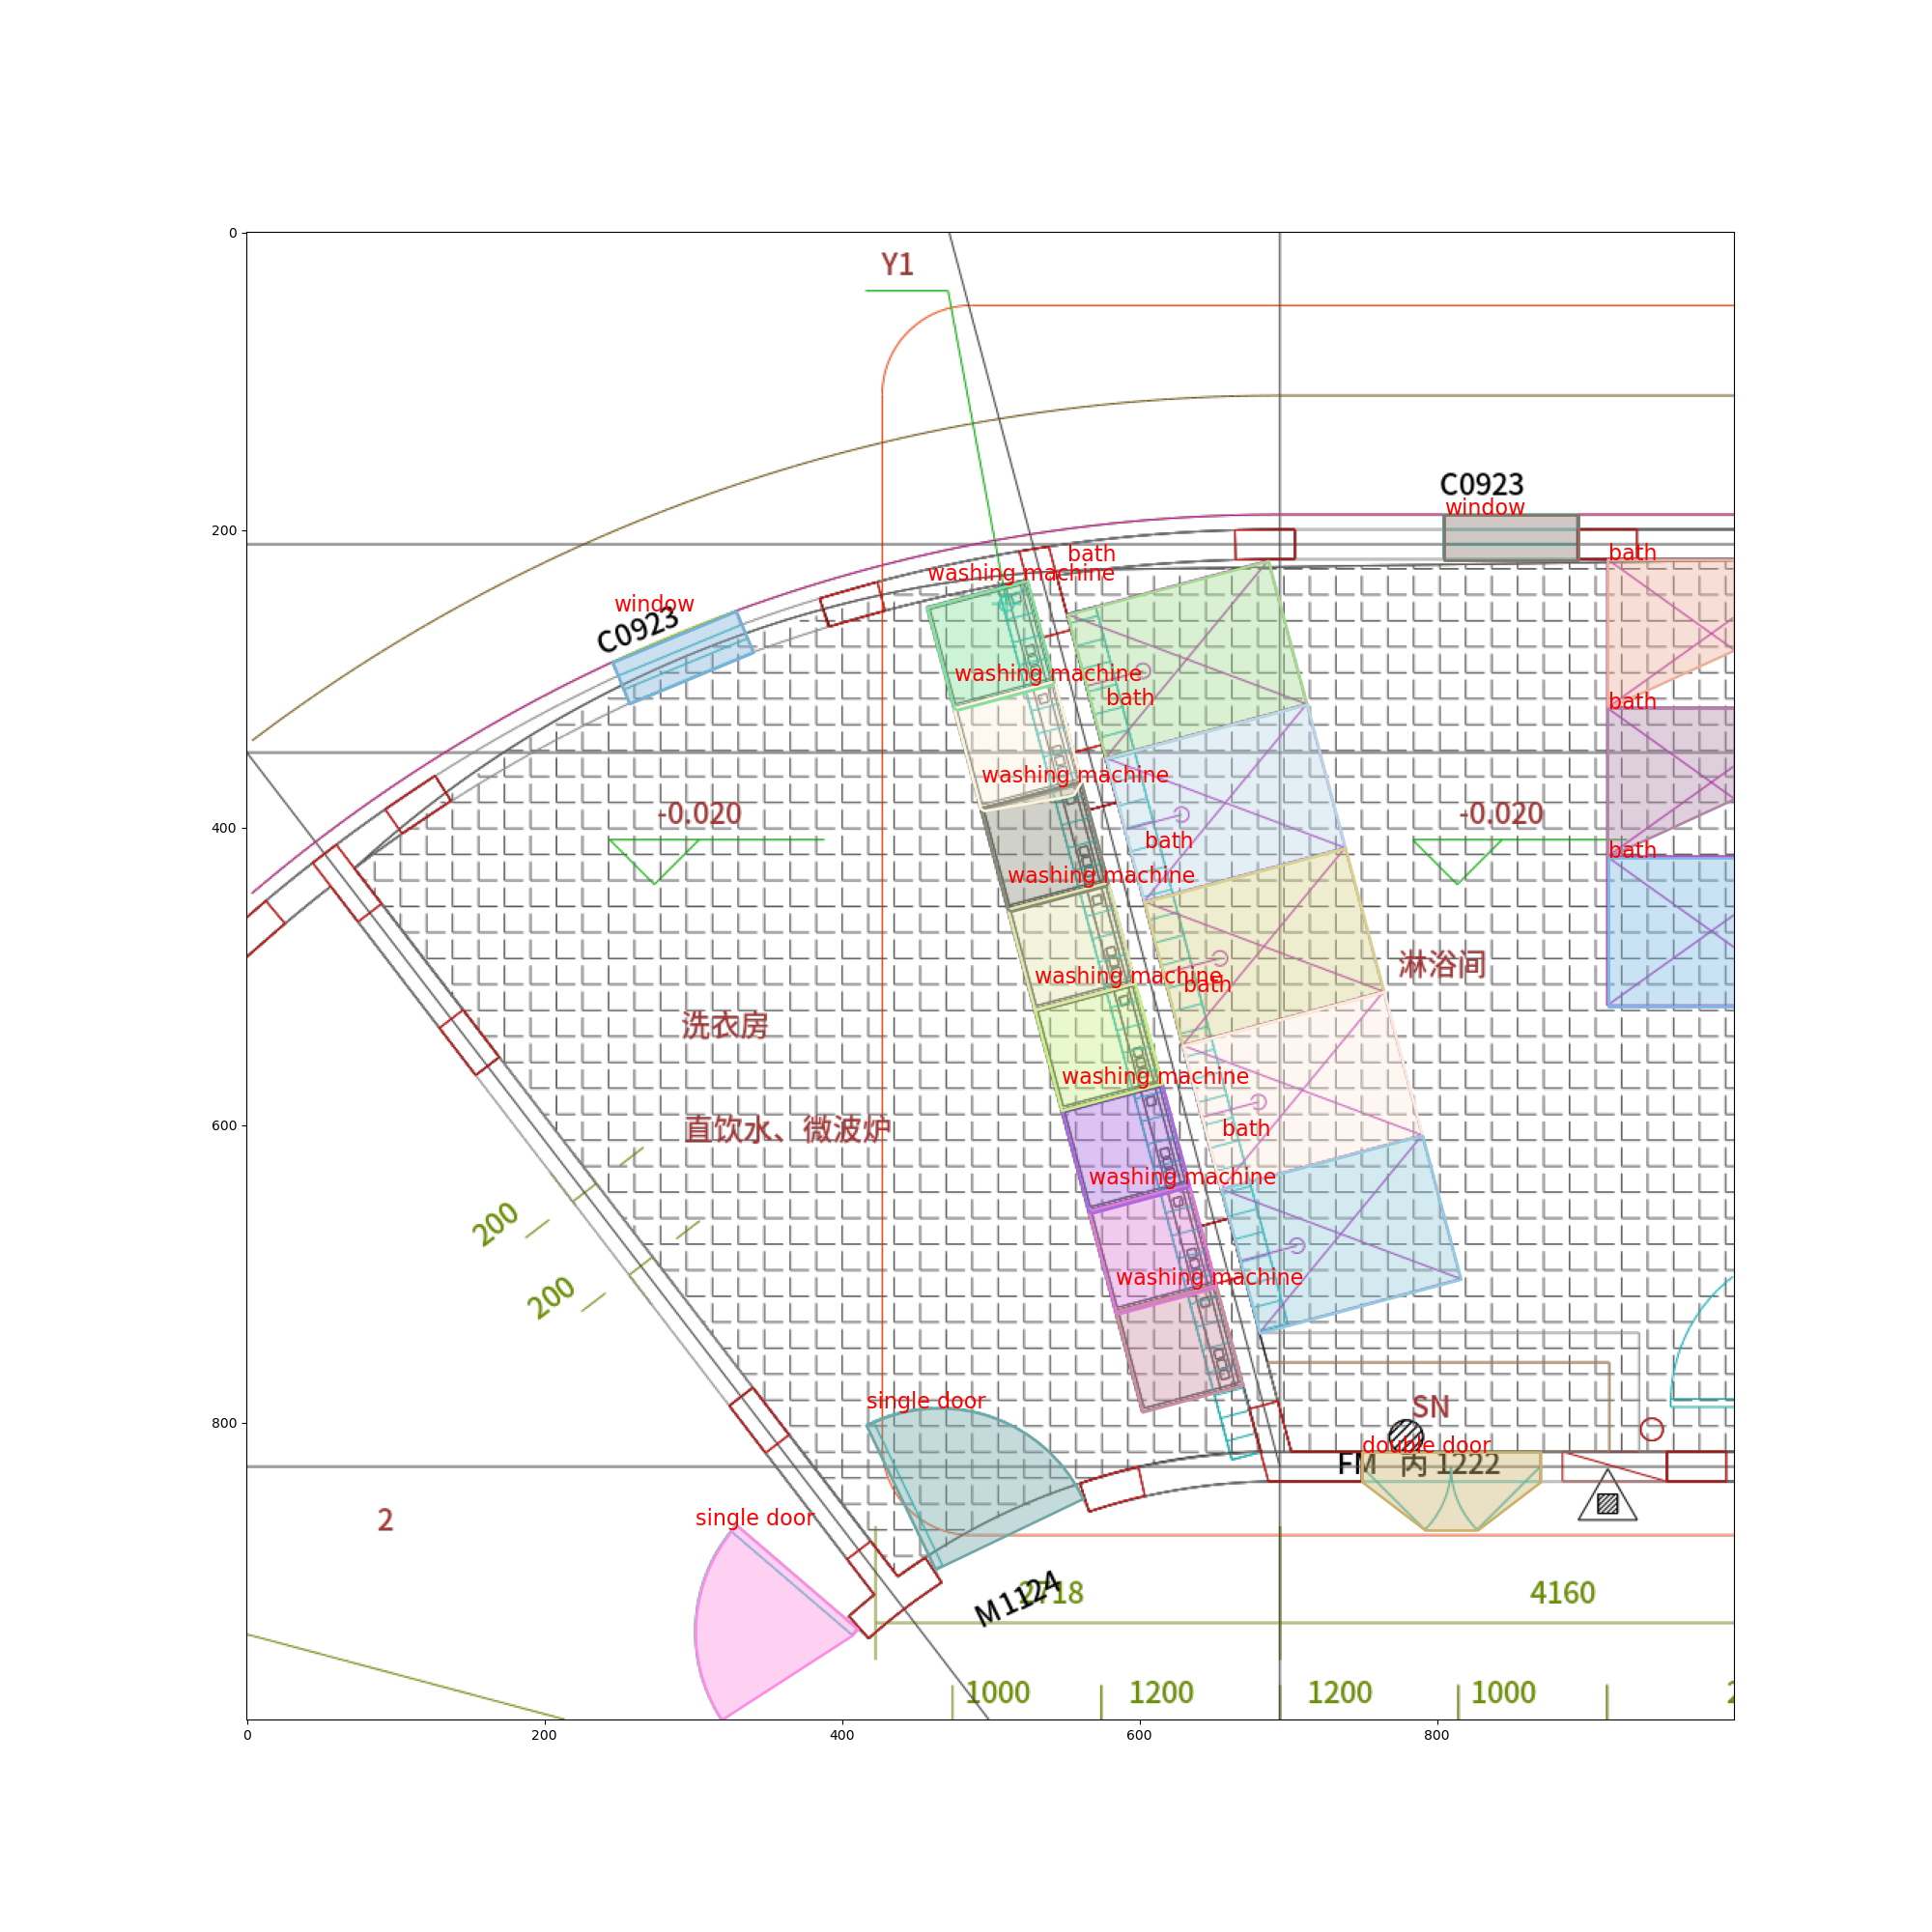 0
Y1
C0923
window
200
bath
bath
washing machine
window
C0923
washing machine
bath
bath
washing machine
400
-0.020
-0.020
bath
bath
washing machine
淋浴间
washing machine
bath
洗衣房
washing machine
600
直饮水、微波炉
bath
washing machine
200
washing machine
200
800
single door
SN
double door
FM 内 1222
2
single door
M1124
2718
4160
1000
1200
1200
1000
2
0
200
400
600
800